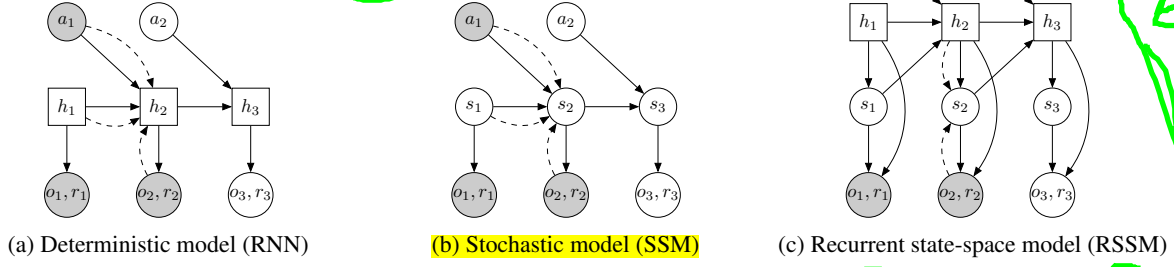 a₁ a₂ a₁ a₂ h₁ h₂ h₃
h₁ h₂ h₃ s₁ s₂ s₃ s₁ s₂ s₃
o₁, r₁ o₂, r₂ o₃, r₃ o₁, r₁ o₂, r₂ o₃, r₃ o₁, r₁ o₂, r₂ o₃, r₃
(a) Deterministic model (RNN) (b) Stochastic model (SSM) (c) Recurrent state-space model (RSSM)